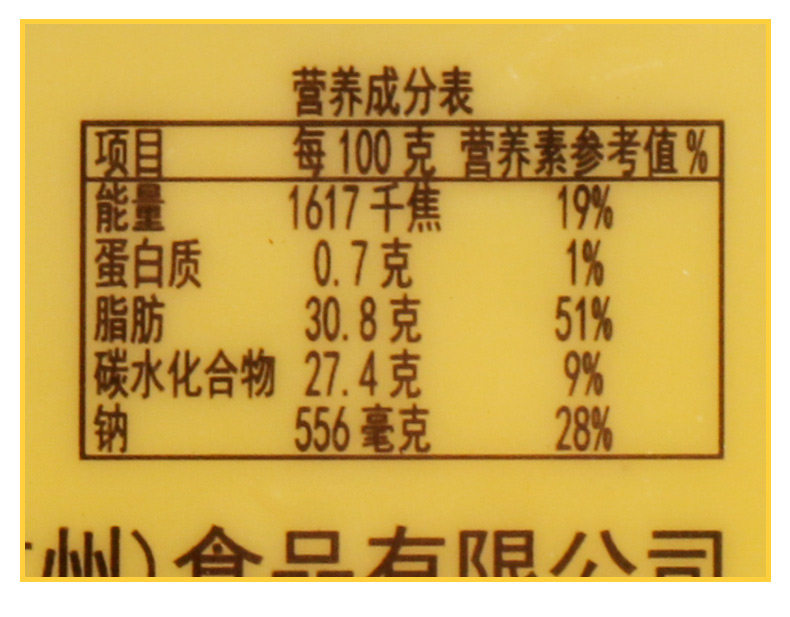 营养成分表
项目 每100克 营养素参考值%
能量 1617千焦 19%
蛋白质 0.7克 1%
脂肪 30.8克 51%
碳水化合物 27.4克 9%
钠 556毫克 28%
州)食品有限公司